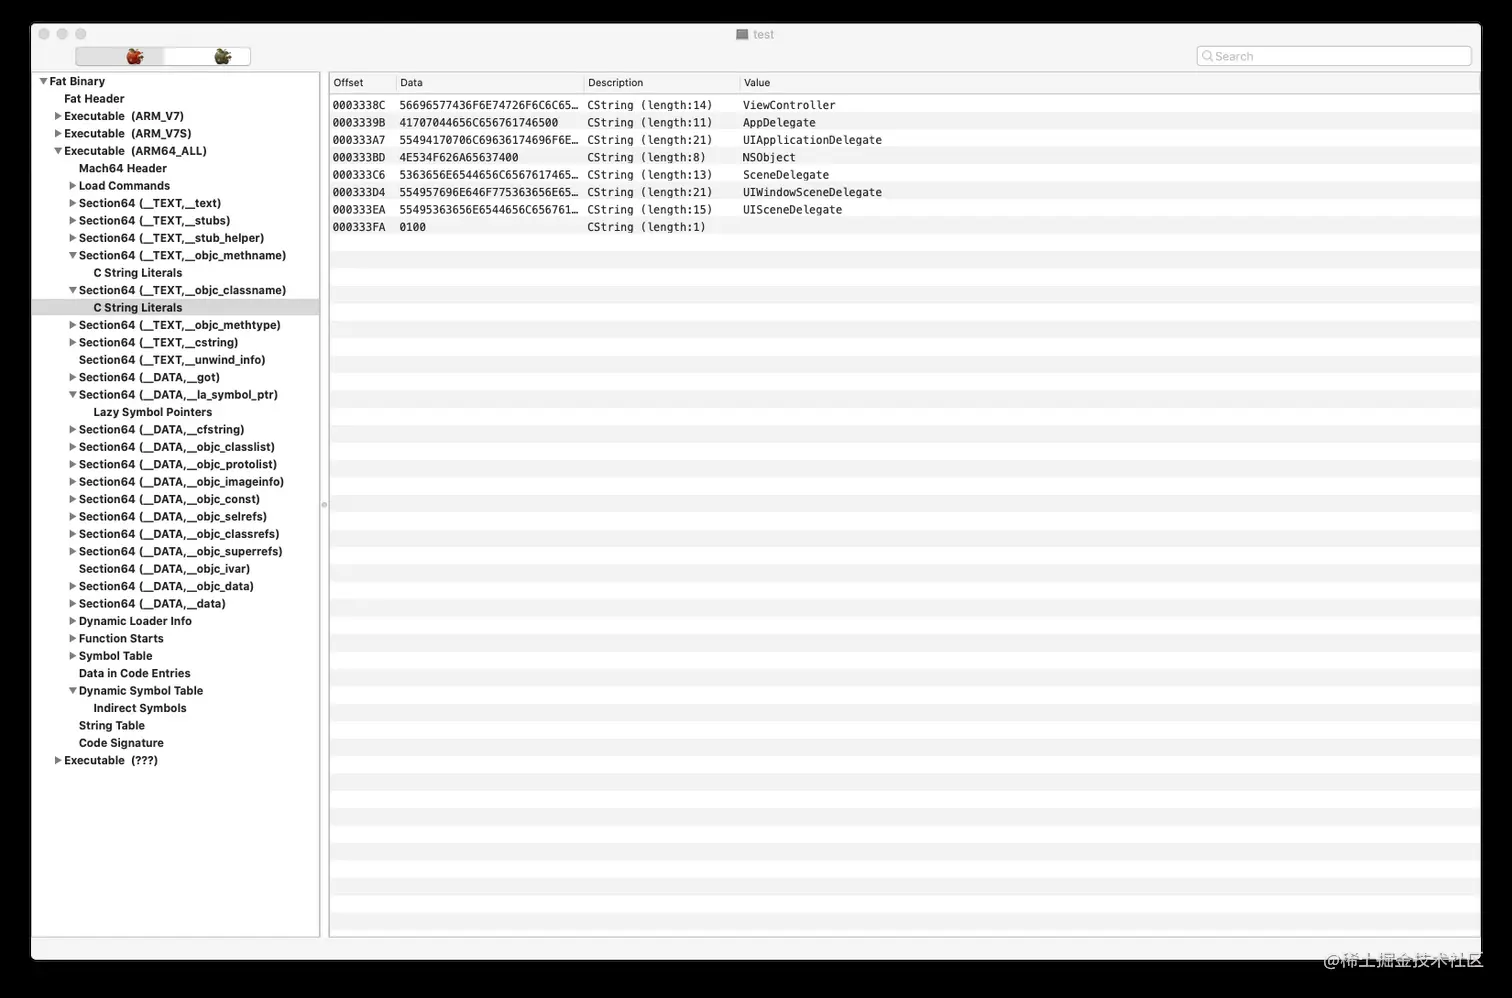 test
Search
Fat Binary
Fat Header
Executable (ARM_V7)
Executable (ARM_V7S)
Executable (ARM64_ALL)
Mach64 Header
Load Commands
Section64 (__TEXT,__text)
Section64 (__TEXT,__stubs)
Section64 (__TEXT,__stub_helper)
Section64 (__TEXT,__objc_methname)
C String Literals
Section64 (__TEXT,__objc_classname)
C String Literals
Section64 (__TEXT,__objc_methtype)
Section64 (__TEXT,__cstring)
Section64 (__TEXT,__unwind_info)
Section64 (__DATA,__got)
Section64 (__DATA,__la_symbol_ptr)
Lazy Symbol Pointers
Section64 (__DATA,__cfstring)
Section64 (__DATA,__objc_classlist)
Section64 (__DATA,__objc_protolist)
Section64 (__DATA,__objc_imageinfo)
Section64 (__DATA,__objc_const)
Section64 (__DATA,__objc_selrefs)
Section64 (__DATA,__objc_classrefs)
Section64 (__DATA,__objc_superrefs)
Section64 (__DATA,__objc_ivar)
Section64 (__DATA,__objc_data)
Section64 (__DATA,__data)
Dynamic Loader Info
Function Starts
Symbol Table
Data in Code Entries
Dynamic Symbol Table
Indirect Symbols
String Table
Code Signature
Executable (???)
Offset Data Description Value
0003338C 56696577436F6E74726F6C6C65… CString (length:14) ViewController
0003339B 41707044656C656761746500 CString (length:11) AppDelegate
000333A7 55494170706C69636174696F6E… CString (length:21) UIApplicationDelegate
000333BD 4E534F626A65637400 CString (length:8) NSObject
000333C6 5363656E6544656C6567617465… CString (length:13) SceneDelegate
000333D4 554957696E646F775363656E65… CString (length:21) UIWindowSceneDelegate
000333EA 55495363656E6544656C656761… CString (length:15) UISceneDelegate
000333FA 0100 CString (length:1)
@稀土掘金技术社区